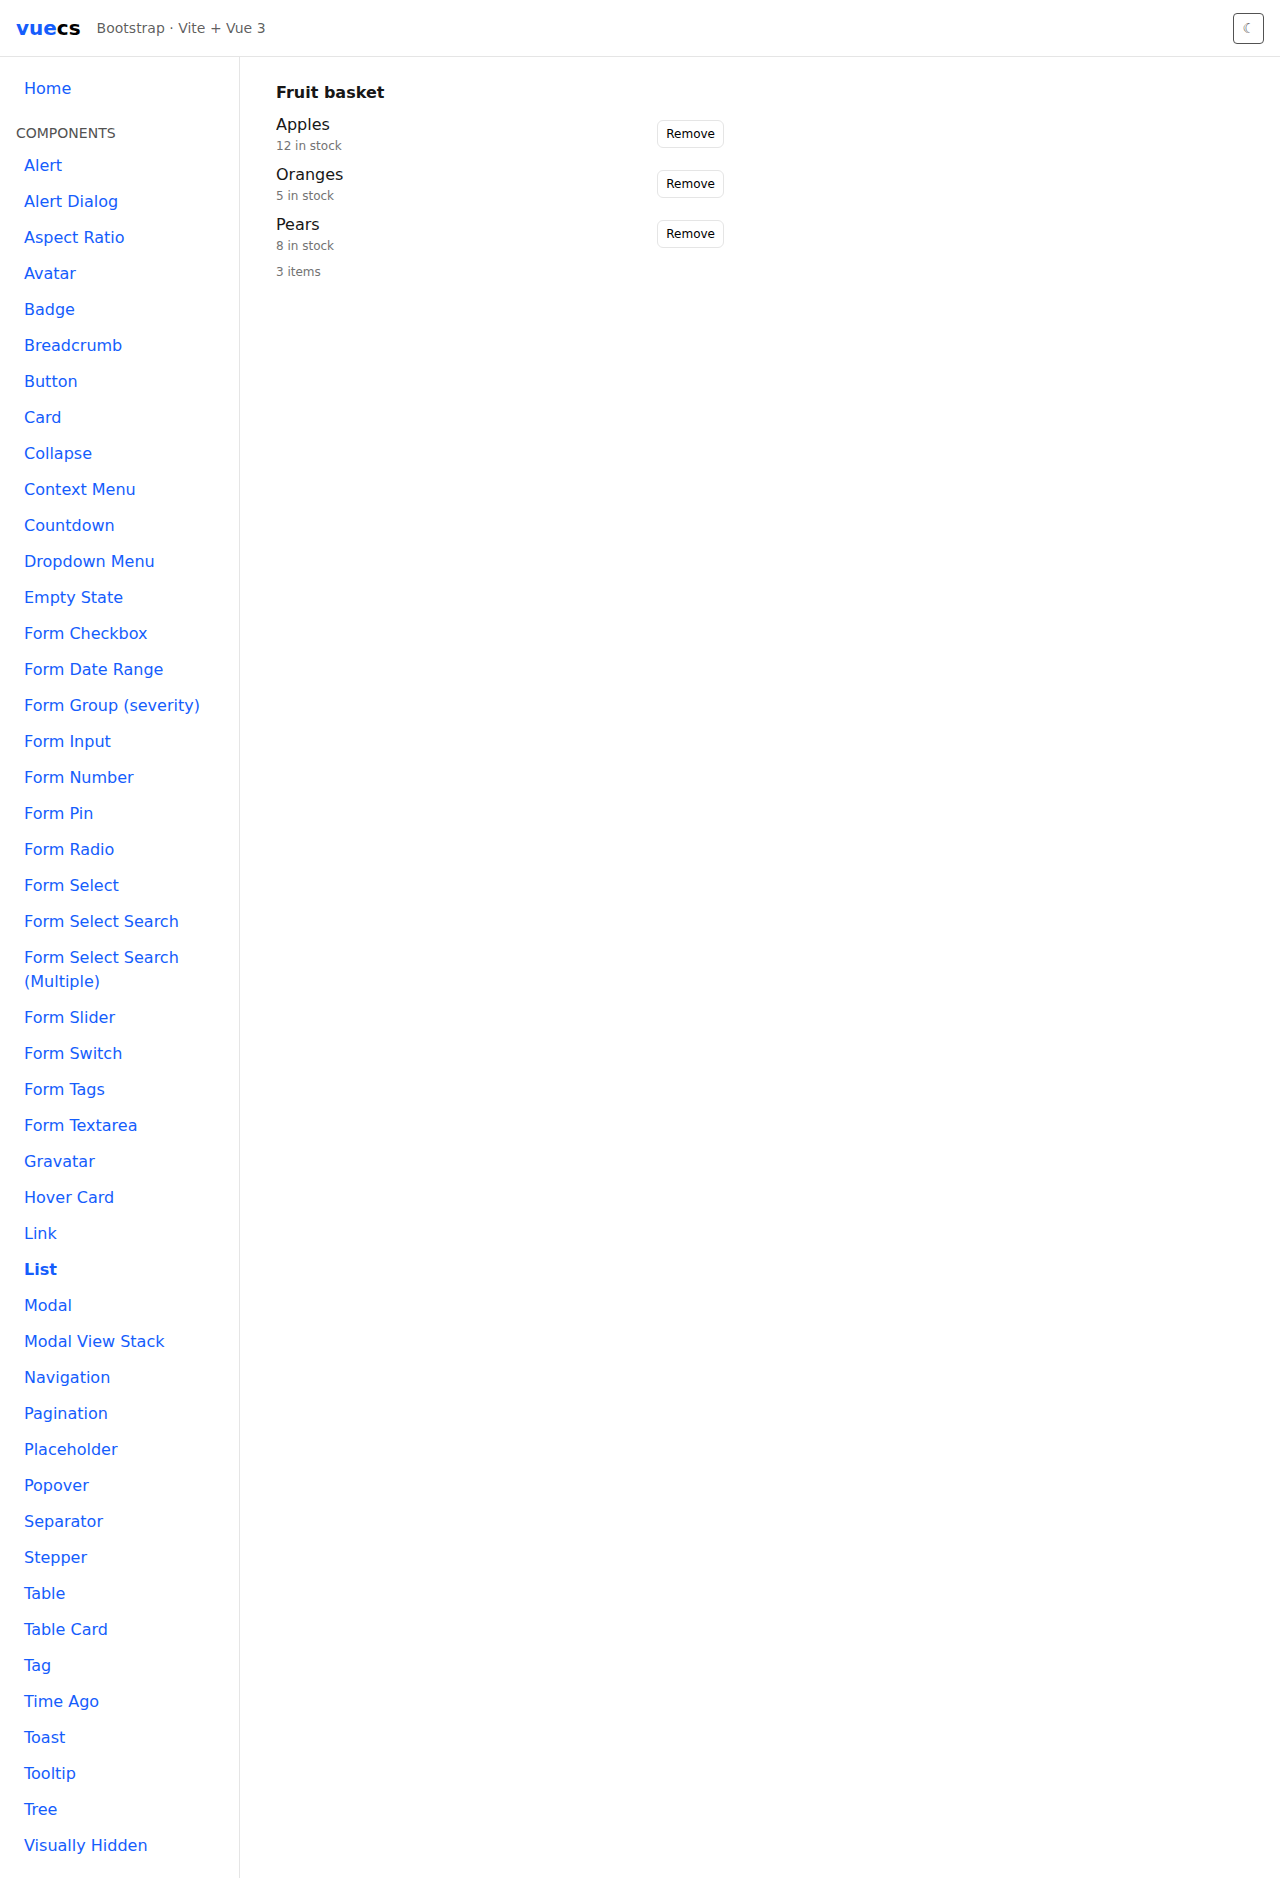 vuecs Bootstrap · Vite + Vue 3
Home
COMPONENTS
Alert
Alert Dialog
Aspect Ratio
Avatar
Badge
Breadcrumb
Button
Card
Collapse
Context Menu
Countdown
Dropdown Menu
Empty State
Form Checkbox
Form Date Range
Form Group (severity)
Form Input
Form Number
Form Pin
Form Radio
Form Select
Form Select Search
Form Select Search
(Multiple)
Form Slider
Form Switch
Form Tags
Form Textarea
Gravatar
Hover Card
Link
List
Modal
Modal View Stack
Navigation
Pagination
Placeholder
Popover
Separator
Stepper
Table
Table Card
Tag
Time Ago
Toast
Tooltip
Tree
Visually Hidden
Fruit basket
Apples
12 in stock
Remove
Oranges
5 in stock
Remove
Pears
8 in stock
Remove
3 items